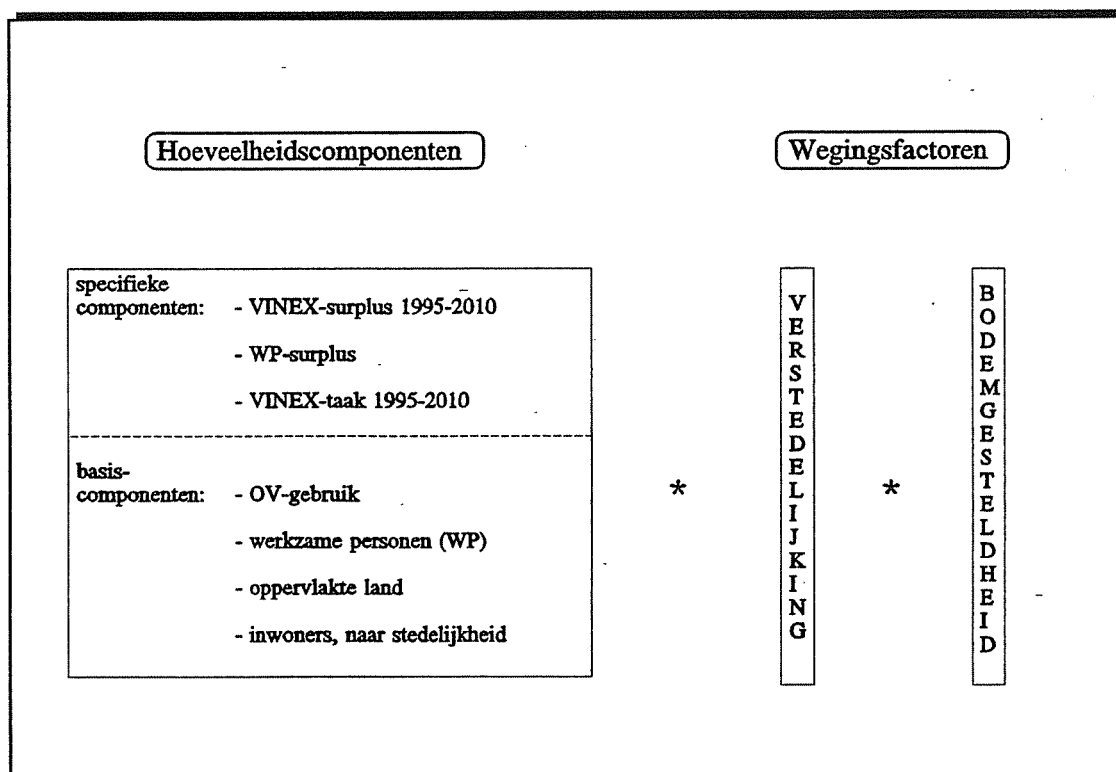 Hoeveelheidscomponenten
Wegingsfactoren
specifieke
componenten: - VINEX-surplus 1995-2010
- WP-surplus
- VINEX-taak 1995-2010
basis-
componenten: - OV-gebruik
- werkzame personen (WP)
- oppervlakte land
- inwoners, naar stedelijkheid
*
VERSTEDELIJKING
*
BODEMGESTELDHEID